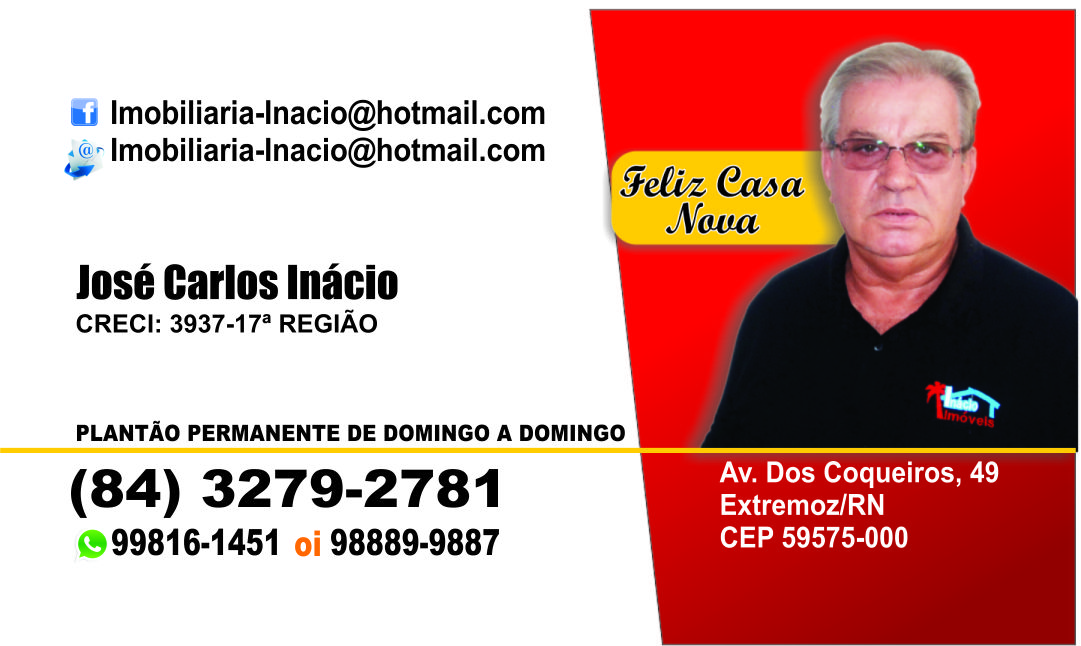 Imobiliaria-Inacio@hotmail.com
Imobiliaria-Inacio@hotmail.com
José Carlos Inácio
CRECI: 3937-17ª REGIÃO
PLANTÃO PERMANENTE DE DOMINGO A DOMINGO
(84) 3279-2781
99816-1451 oi 98889-9887
Feliz Casa
Nova
Inácio
Imóveis
Av. Dos Coqueiros, 49
Extremoz/RN
CEP 59575-000